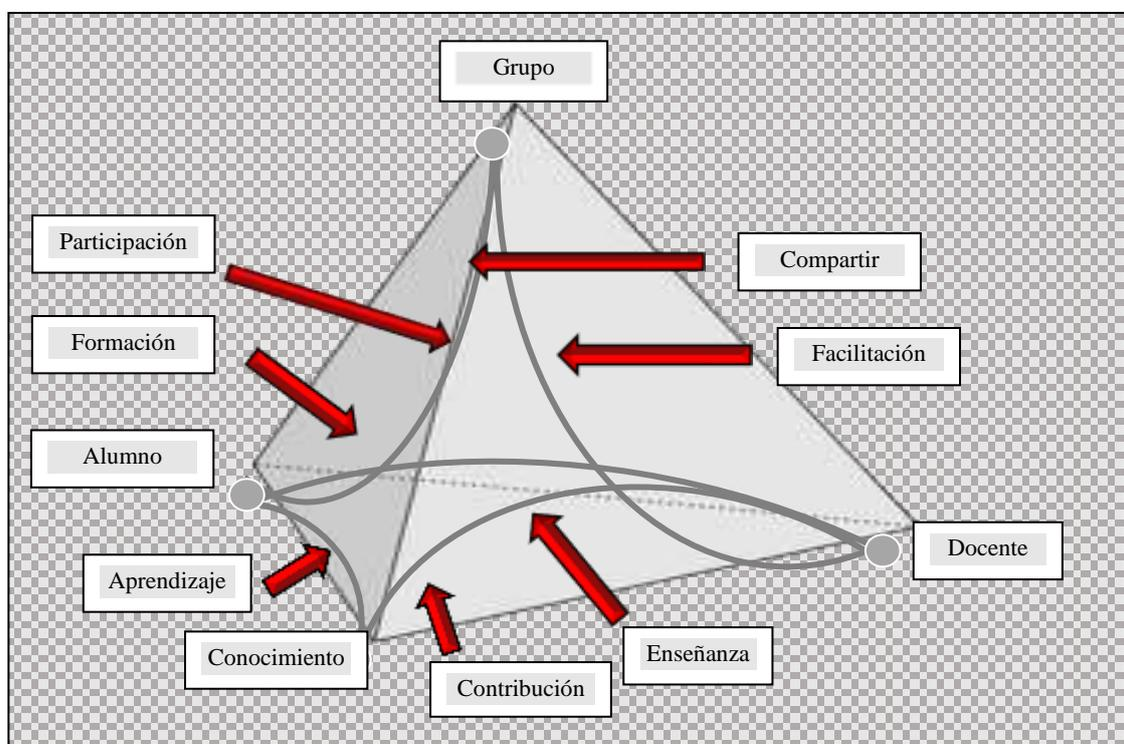 Grupo
Participación
Compartir
Formación
Facilitación
Alumno
Docente
Aprendizaje
Conocimiento
Enseñanza
Contribución